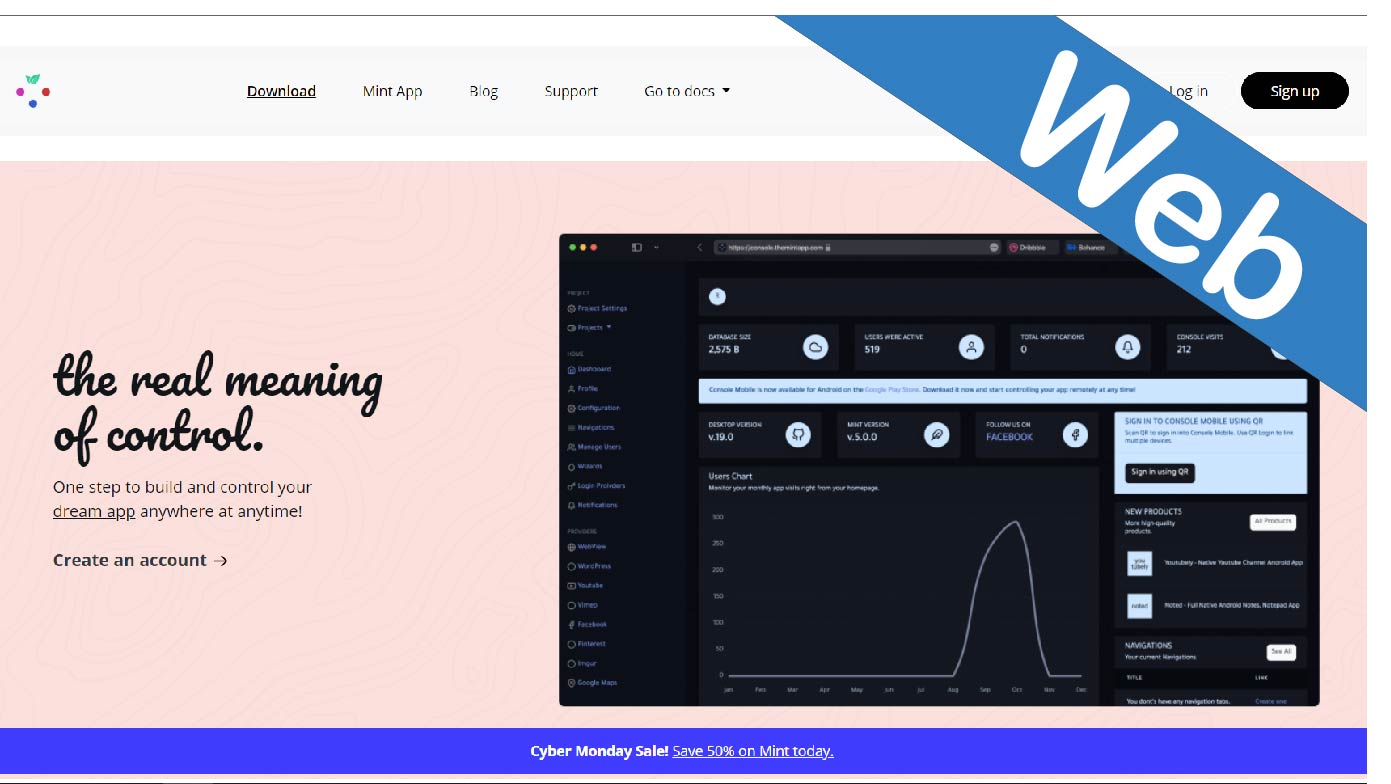 Download Mint App Blog Support Go to docs Log in Sign up
Web
the real meaning
of control.
One step to build and control your
dream app anywhere at anytime!
Create an account →
https://console.themintapp.com
Dribbble
Behance
PROJECT
Project Settings
Projects
HOME
Dashboard
Profile
Configuration
Navigations
Manage Users
Wizards
Login Providers
Notifications
PROVIDERS
WebView
WordPress
Youtube
Vimeo
Facebook
Pinterest
Imgur
Google Maps
DATABASE SIZE
2,575 B
USERS WERE ACTIVE
519
TOTAL NOTIFICATIONS
0
CONSOLE VISITS
212
Console Mobile is now available for Android on the Google Play Store. Download it now and start controlling your app remotely at any time!
DESKTOP VERSION
v.19.0
MINT VERSION
v.5.0.0
FOLLOW US ON
FACEBOOK
SIGN IN TO CONSOLE MOBILE USING QR
Scan QR to sign in into Console Mobile. Use QR Login to link
multiple devices.
Sign in using QR
Users Chart
Monitor your monthly app visits right from your homepage.
300
250
200
150
100
50
0
Jan Feb Mar Apr May Jun Jul Aug Sep Oct Nov Dec
NEW PRODUCTS
More high-quality
products.
All Products
you
tubely
Youtubely - Native Youtube Channel Android App
noted
Noted - Full Native Android Notes, Notepad App
NAVIGATIONS
Your current Navigations
See All
TITLE LINK
You dont's have any navigation tabs. Create one
Cyber Monday Sale! Save 50% on Mint today.